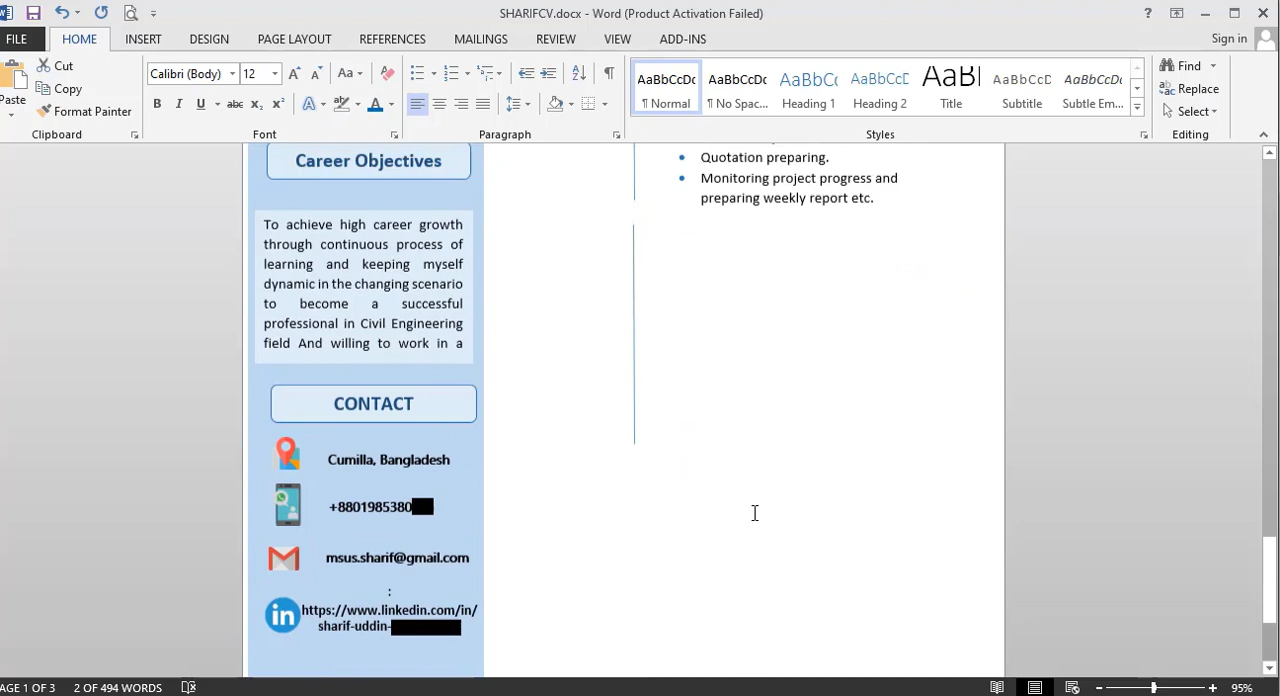 SHARIFCV.docx - Word (Product Activation Failed)
FILE HOME INSERT DESIGN PAGE LAYOUT REFERENCES MAILINGS REVIEW VIEW ADD-INS Sign in
Cut
Copy
Format Painter
Paste
Clipboard
Calibri (Body) 12
Font
Paragraph
AaBbCcDc AaBbCcDc AaBbCc AaBbCcD AaBl AaBbCcD AaBbCcDc
¶ Normal ¶ No Spac... Heading 1 Heading 2 Title Subtitle Subtle Em...
Styles
Find
Replace
Select
Editing
Career Objectives
To achieve high career growth
through continuous process of
learning and keeping myself
dynamic in the changing scenario
to become a successful
professional in Civil Engineering
field And willing to work in a
CONTACT
Cumilla, Bangladesh
+8801985380
msus.sharif@gmail.com
:
https://www.linkedin.com/in/
sharif-uddin-
• Quotation preparing.
• Monitoring project progress and
preparing weekly report etc.
AGE 1 OF 3 2 OF 494 WORDS 95%